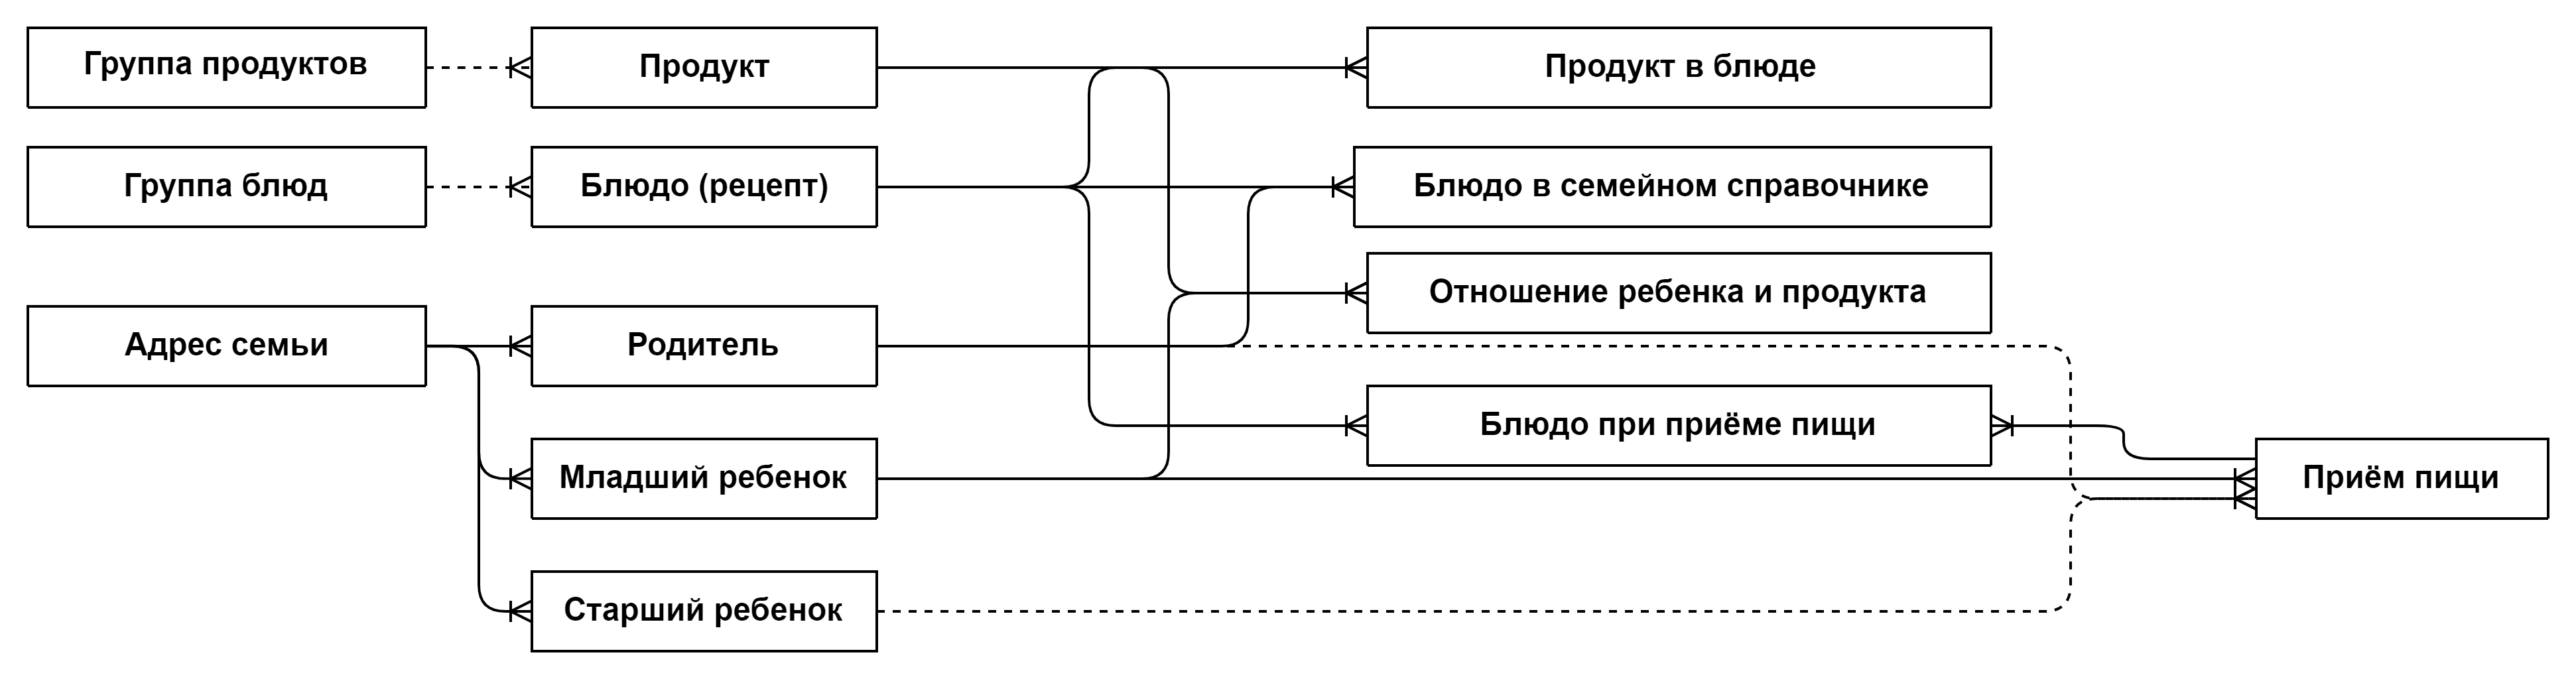 Группа продуктов
Продукт
Продукт в блюде
Группа блюд
Блюдо (рецепт)
Блюдо в семейном справочнике
Отношение ребенка и продукта
Адрес семьи
Родитель
Блюдо при приёме пищи
Младший ребенок
Приём пищи
Старший ребенок